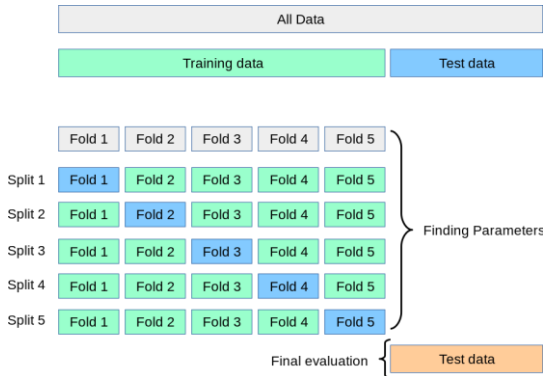 All Data
Training data Test data
Fold 1 Fold 2 Fold 3 Fold 4 Fold 5
Split 1 Fold 1 Fold 2 Fold 3 Fold 4 Fold 5
Split 2 Fold 1 Fold 2 Fold 3 Fold 4 Fold 5
Finding Parameters
Split 3 Fold 1 Fold 2 Fold 3 Fold 4 Fold 5
Split 4 Fold 1 Fold 2 Fold 3 Fold 4 Fold 5
Split 5 Fold 1 Fold 2 Fold 3 Fold 4 Fold 5
Final evaluation Test data